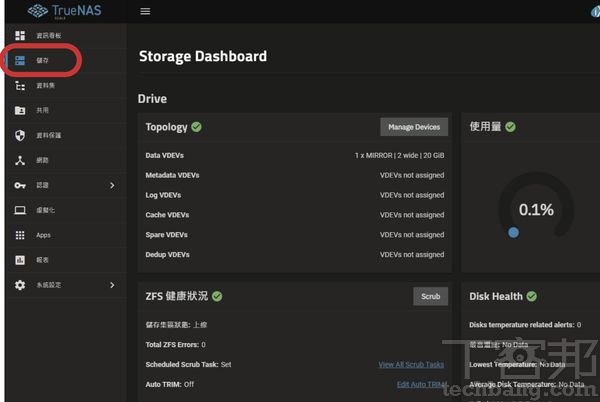 TrueNAS
SCALE
資訊看板
儲存
資料集
共用
資料保護
網路
認證
虛擬化
Apps
報表
系統設定
Storage Dashboard
Drive
Topology
Manage Devices
Data VDEVs
1 x MIRROR | 2 wide | 20 GiB
Metadata VDEVs
VDEVs not assigned
Log VDEVs
VDEVs not assigned
Cache VDEVs
VDEVs not assigned
Spare VDEVs
VDEVs not assigned
Dedup VDEVs
VDEVs not assigned
使用量
0.1%
ZFS 健康狀況
Scrub
儲存集區狀態: 上線
Total ZFS Errors: 0
Scheduled Scrub Task: Set
View All Scrub Tasks
Auto TRIM: Off
Edit Auto TRIM
Disk Health
Disks temperature related alerts: 0
最高溫度: No Data
Lowest Temperature: No Data
Average Disk Temperature: No Data
T客邦
techbang.com